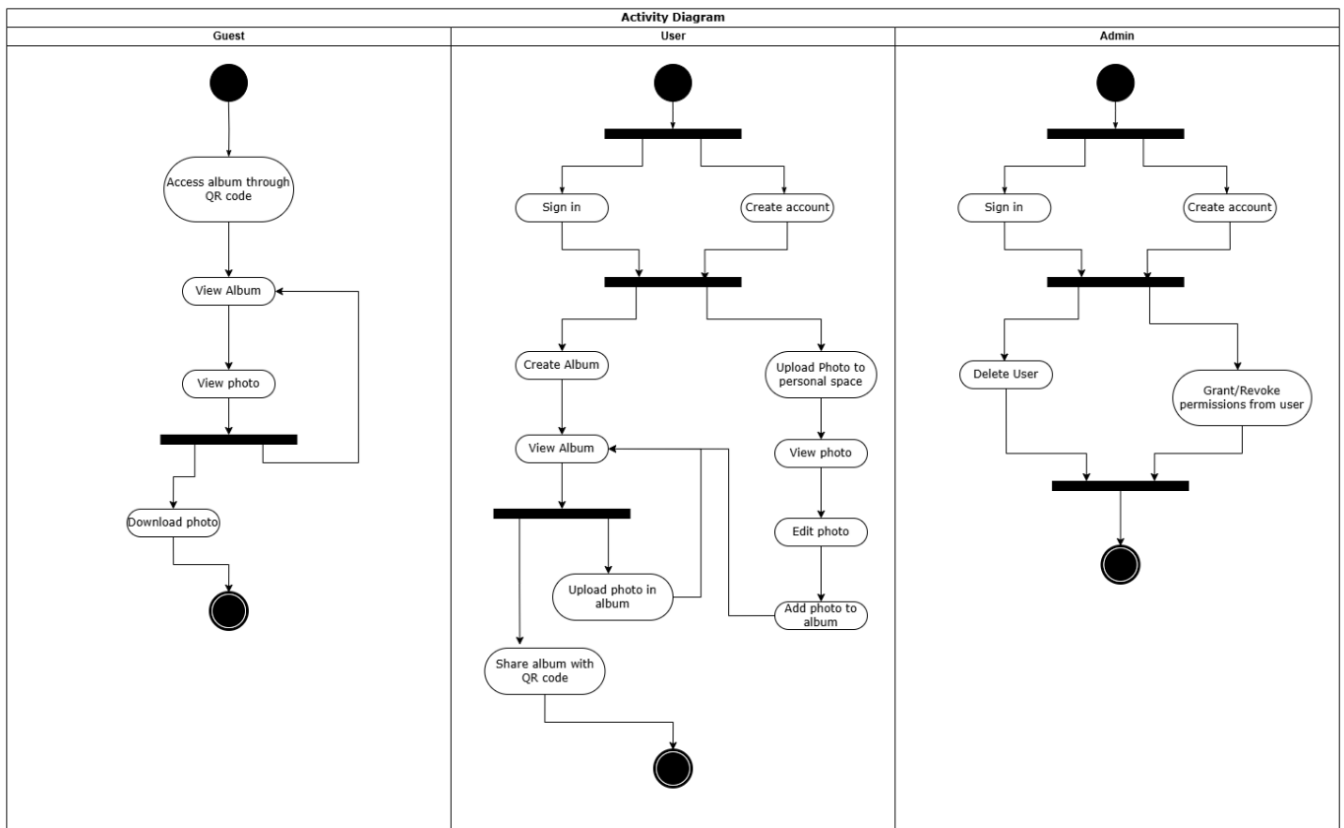 Activity Diagram
Guest
User
Admin
Access album through
QR code
View Album
View photo
Download photo
Sign in
Create account
Create Album
Upload Photo to
personal space
View Album
View photo
Edit photo
Upload photo in
album
Add photo to
album
Share album with
QR code
Sign in
Create account
Delete User
Grant/Revoke
permissions from user